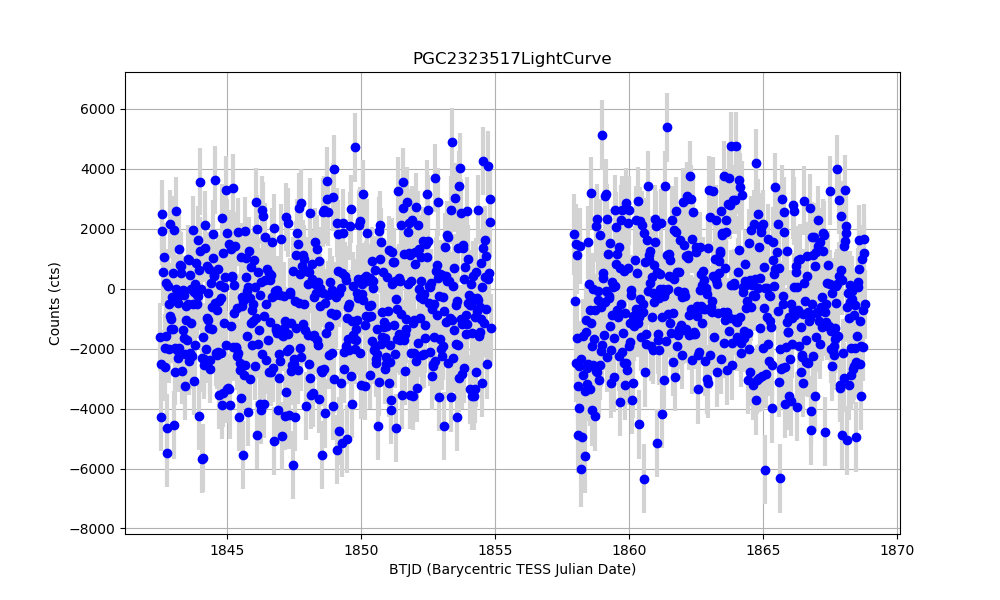 PGC2323517LightCurve
6000
4000
2000
0
−2000
−4000
−6000
−8000
Counts (cts)
1845 1850 1855 1860 1865 1870
BTJD (Barycentric TESS Julian Date)